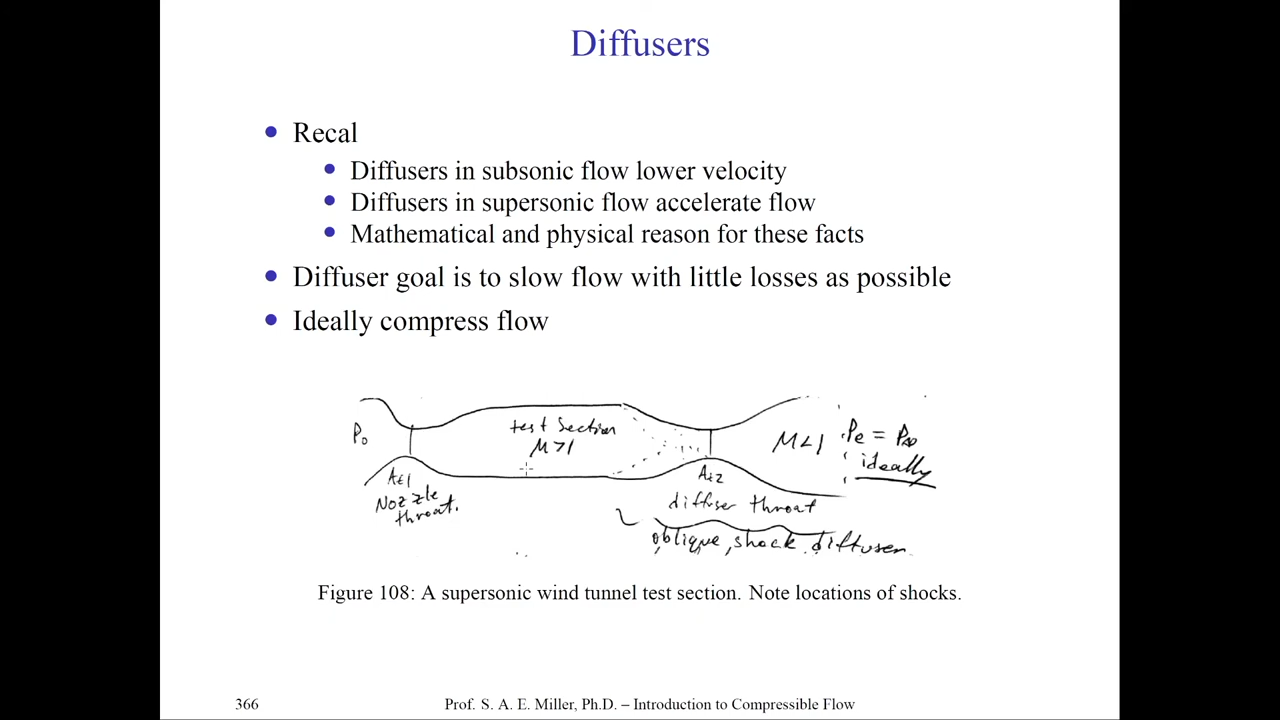 Diffusers
Recal
Diffusers in subsonic flow lower velocity
Diffusers in supersonic flow accelerate flow
Mathematical and physical reason for these facts
Diffuser goal is to slow flow with little losses as possible
Ideally compress flow
P₀
test section
M>1
M<1
Pe = P∞
ideally
At1
Nozzle
throat.
At2
diffuser throat
oblique shock diffuser
Figure 108: A supersonic wind tunnel test section. Note locations of shocks.
366
Prof. S. A. E. Miller, Ph.D. – Introduction to Compressible Flow